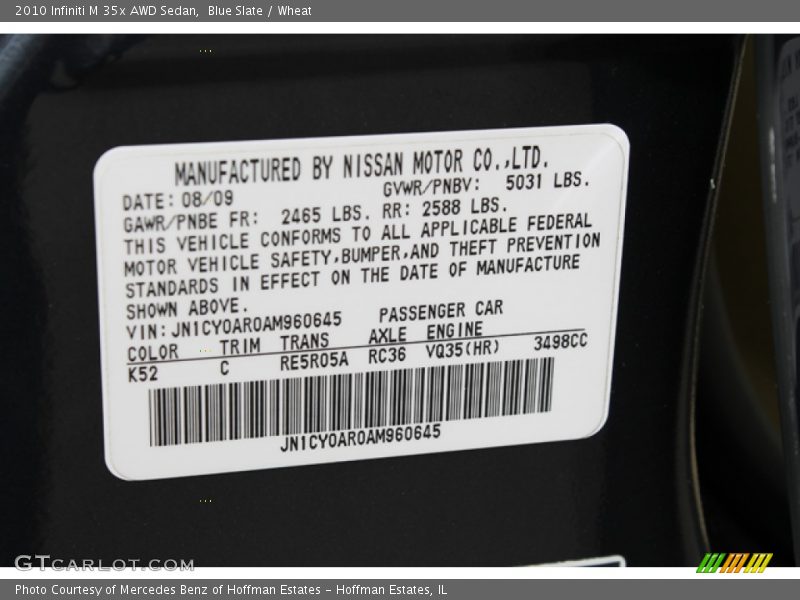 2010 Infiniti M 35x AWD Sedan,  Blue Slate / Wheat
MANUFACTURED BY NISSAN MOTOR CO.,LTD.
DATE: 08/09 GVWR/PNBV: 5031 LBS.
GAWR/PNBE FR: 2465 LBS. RR: 2588 LBS.
THIS VEHICLE CONFORMS TO ALL APPLICABLE FEDERAL
MOTOR VEHICLE SAFETY,BUMPER,AND THEFT PREVENTION
STANDARDS IN EFFECT ON THE DATE OF MANUFACTURE
SHOWN ABOVE.
VIN: JN1CY0AR0AM960645 PASSENGER CAR
COLOR TRIM TRANS AXLE ENGINE
K52 C RE5R05A RC36 VQ35(HR) 3498CC
JN1CY0AR0AM960645
GTCARLOT.COM
Photo Courtesy of Mercedes Benz of Hoffman Estates - Hoffman Estates, IL